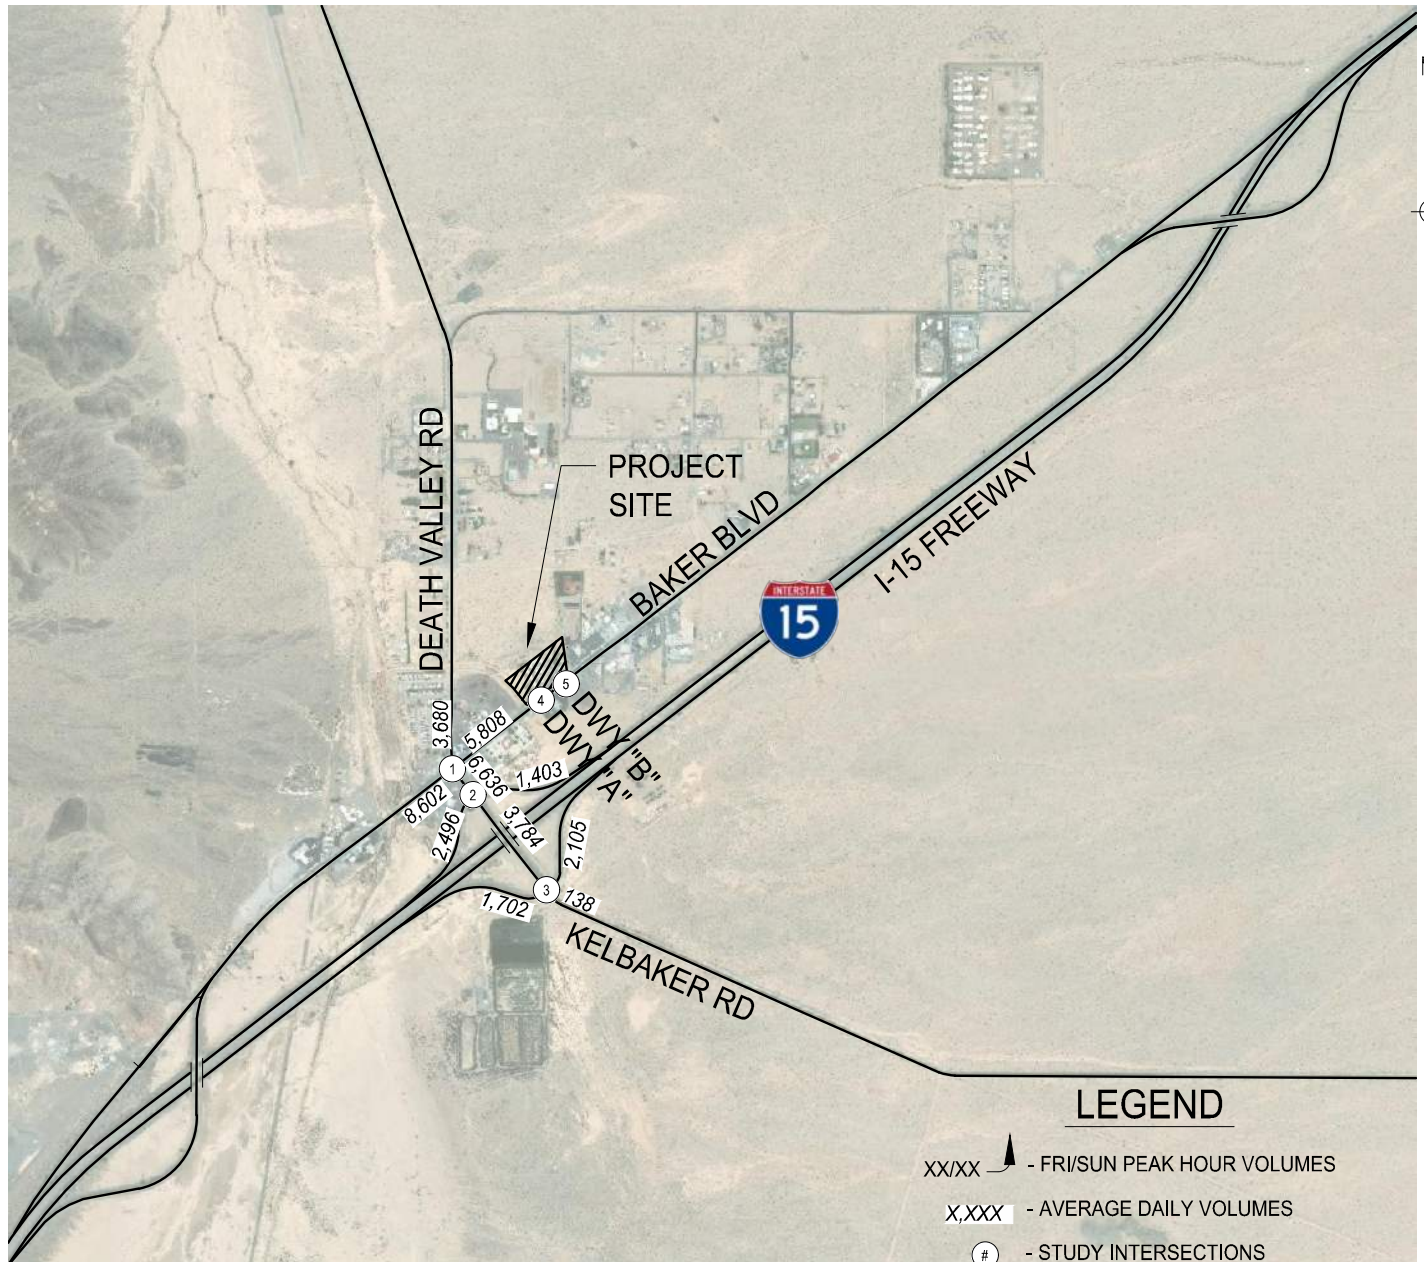 DEATH VALLEY RD
PROJECT
SITE
BAKER BLVD
I-15 FREEWAY
INTERSTATE
15
5
4
DWY "B"
DWY "A"
3,680
5,808
1
6,636
1,403
2
8,602
2,496
3,784
2,105
3
138
1,702
KELBAKER RD
LEGEND
XX/XX - FRI/SUN PEAK HOUR VOLUMES
X,XXX - AVERAGE DAILY VOLUMES
# - STUDY INTERSECTIONS